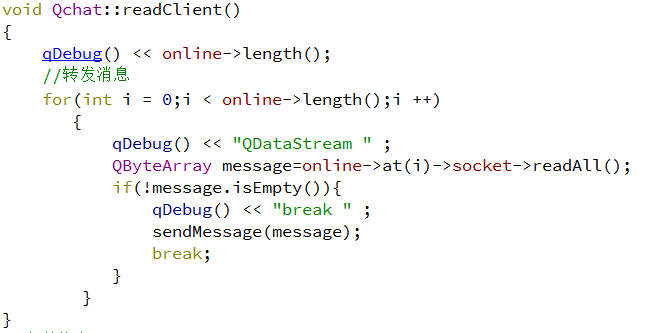 void Qchat::readClient()
{
qDebug() << online->length();
//转发消息
for(int i = 0;i < online->length();i ++)
{
qDebug() << "QDataStream " ;
QByteArray message=online->at(i)->socket->readAll();
if(!message.isEmpty()){
qDebug() << "break " ;
sendMessage(message);
break;
}
}
}